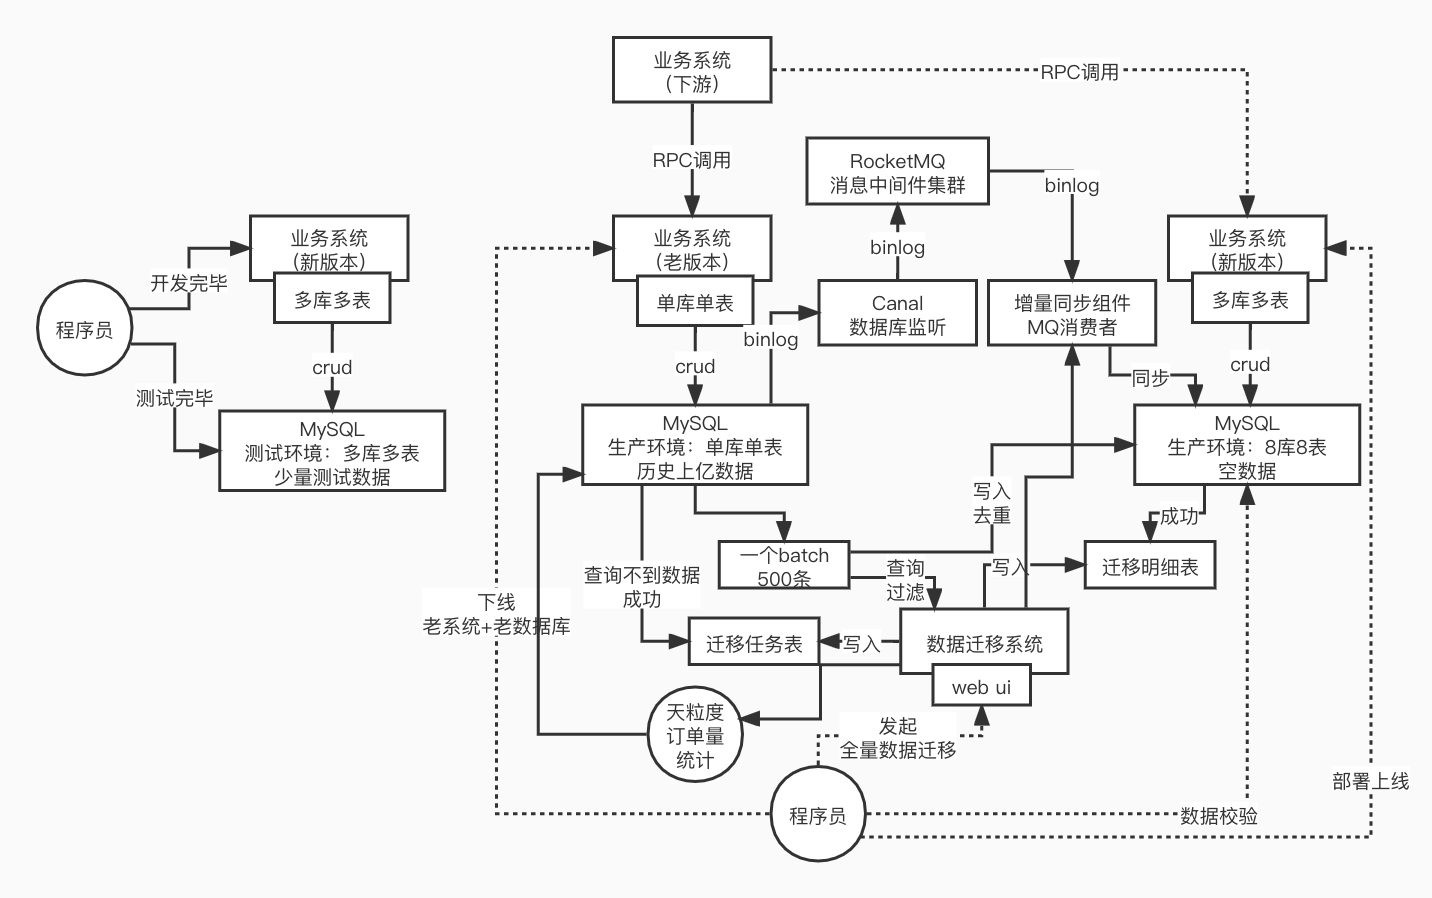 业务系统
(下游)
RPC调用
RPC调用
RocketMQ
消息中间件集群
binlog
binlog
业务系统
(新版本)
多库多表
业务系统
(老版本)
单库单表
业务系统
(新版本)
多库多表
开发完毕
程序员
测试完毕
crud
MySQL
测试环境：多库多表
少量测试数据
Canal
数据库监听
增量同步组件
MQ消费者
binlog
crud
同步
crud
MySQL
生产环境：单库单表
历史上亿数据
MySQL
生产环境：8库8表
空数据
写入
去重
成功
一个batch
500条
查询
过滤
写入
迁移明细表
查询不到数据
成功
下线
老系统+老数据库
迁移任务表
写入
数据迁移系统
web ui
天粒度
订单量
统计
发起
全量数据迁移
部署上线
程序员
数据校验